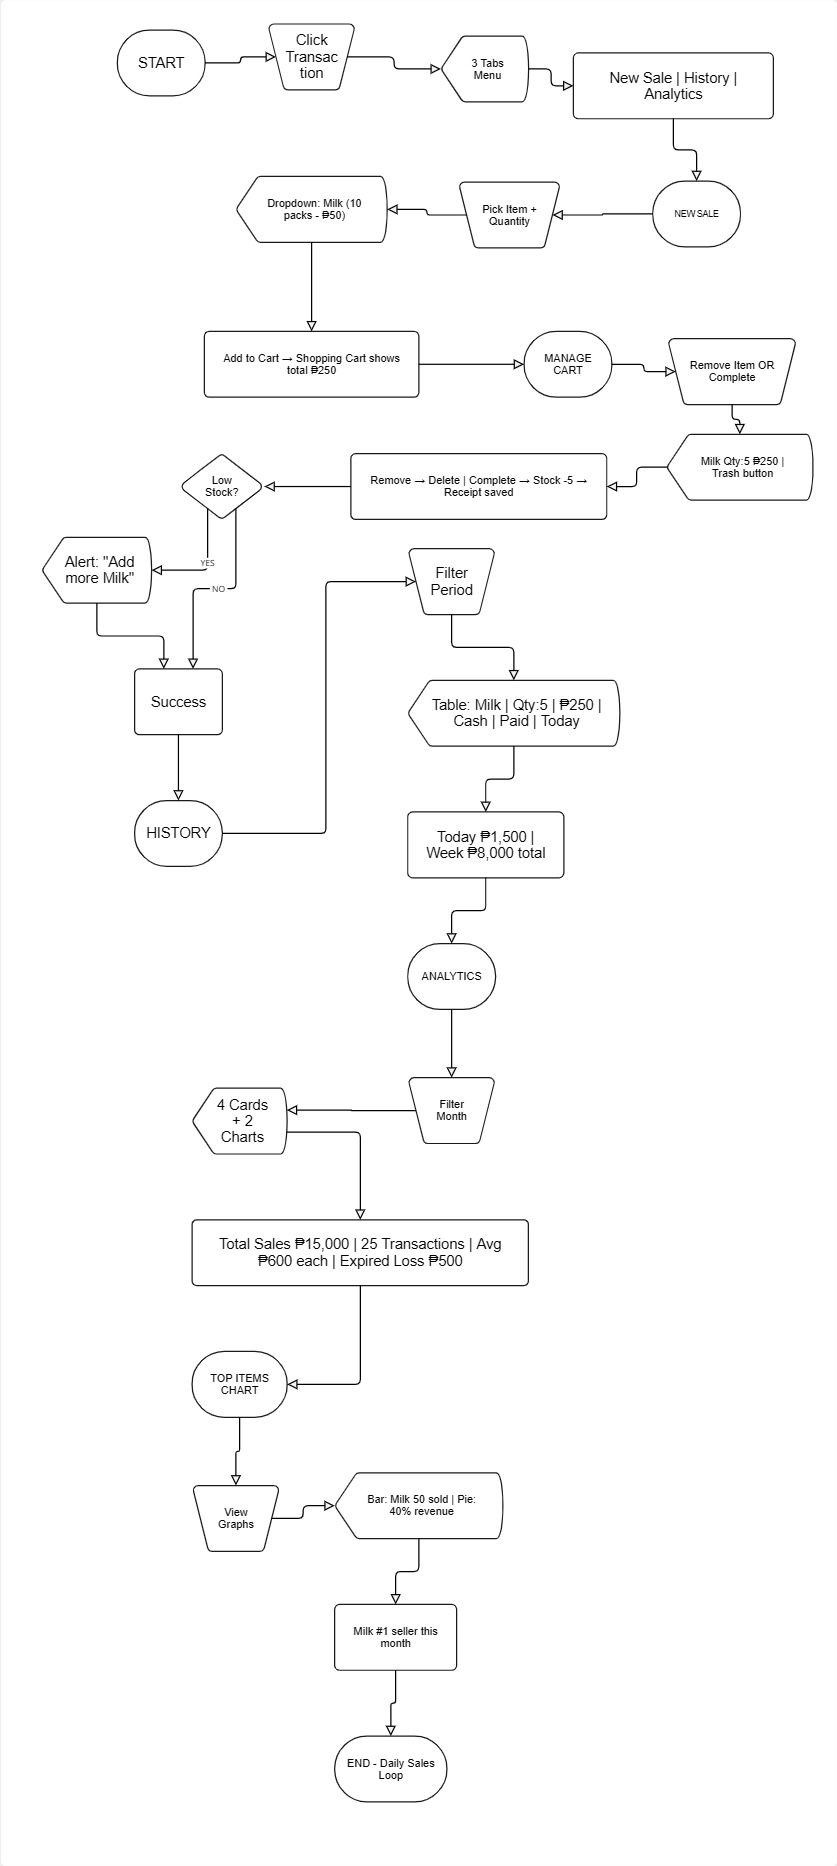 START
Click
Transac
tion
3 Tabs
Menu
New Sale | History |
Analytics
NEW SALE
Pick Item +
Quantity
Dropdown: Milk (10
packs - ₱50)
Add to Cart → Shopping Cart shows
total ₱250
MANAGE
CART
Remove Item OR
Complete
Milk Qty:5 ₱250 |
Trash button
Remove → Delete | Complete → Stock -5 →
Receipt saved
Low
Stock?
YES
NO
Alert: "Add
more Milk"
Success
HISTORY
Filter
Period
Table: Milk | Qty:5 | ₱250 |
Cash | Paid | Today
Today ₱1,500 |
Week ₱8,000 total
ANALYTICS
Filter
Month
4 Cards
+ 2
Charts
Total Sales ₱15,000 | 25 Transactions | Avg
₱600 each | Expired Loss ₱500
TOP ITEMS
CHART
View
Graphs
Bar: Milk 50 sold | Pie:
40% revenue
Milk #1 seller this
month
END - Daily Sales
Loop